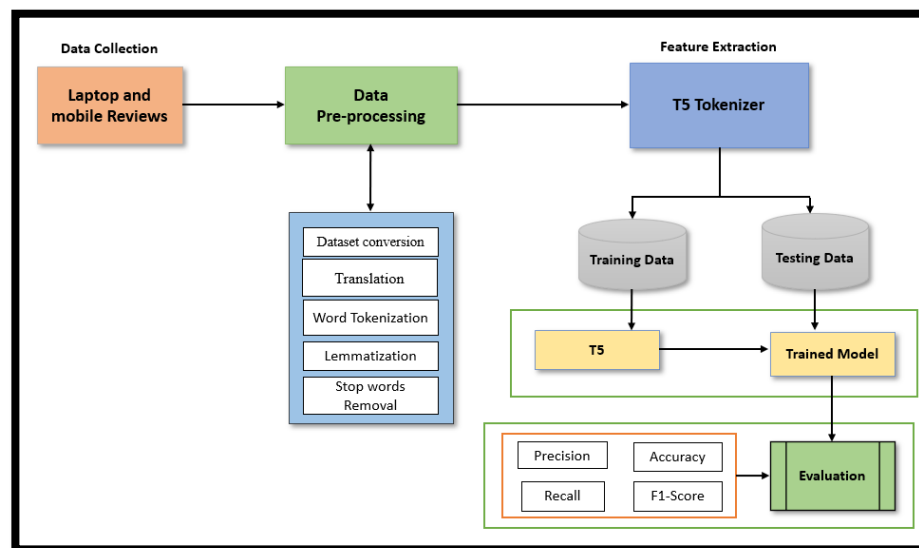 Data Collection
Feature Extraction
Laptop and
mobile Reviews
Data
Pre-processing
T5 Tokenizer
Dataset conversion
Translation
Word Tokenization
Lemmatization
Stop words
Removal
Training Data
Testing Data
T5
Trained Model
Precision
Accuracy
Recall
F1-Score
Evaluation